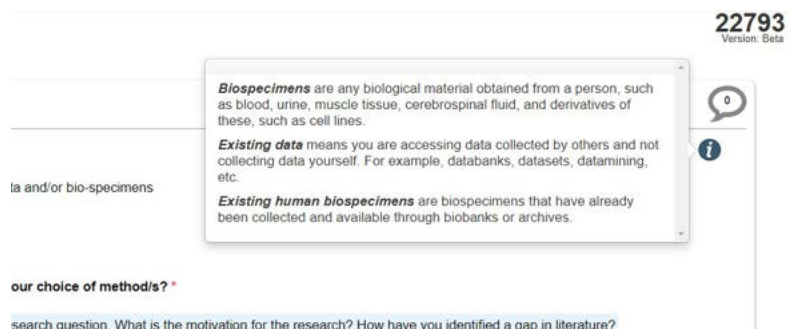 22793
Version: Beta
Biospecimens are any biological material obtained from a person, such
as blood, urine, muscle tissue, cerebrospinal fluid, and derivatives of
these, such as cell lines.
0
Existing data means you are accessing data collected by others and not
collecting data yourself. For example, databanks, datasets, datamining,
etc.
i
ta and/or bio-specimens
Existing human biospecimens are biospecimens that have already
been collected and available through biobanks or archives.
our choice of method/s? *
search question. What is the motivation for the research? How have you identified a gap in literature?